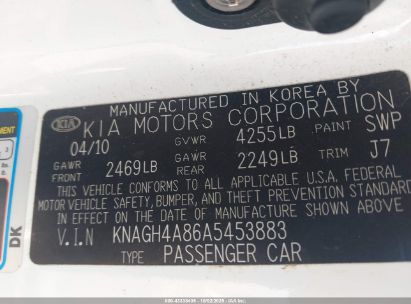 MANUFACTURED IN KOREA BY
KIA KIA MOTORS CORPORATION
04/10 GVWR 4255LB PAINT SWP
GAWR FRONT 2469LB GAWR REAR 2249LB TRIM J7
THIS VEHICLE CONFORMS TO ALL APPLICABLE U.S.A. FEDERAL
MOTOR VEHICLE SAFETY, BUMPER, AND THEFT PREVENTION STANDARDS
IN EFFECT ON THE DATE OF MANUFACTURE SHOWN ABOVE.
V.I.N KNAGH4A86A5453883
TYPE PASSENGER CAR
DK